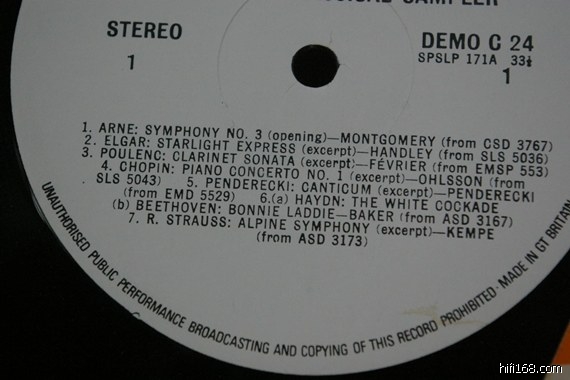 SAMPLER
STEREO
1
DEMO C 24
SPSLP 171A 33⅓
1
1. ARNE: SYMPHONY NO. 3 (opening)—MONTGOMERY (from CSD 3767)
2. ELGAR: STARLIGHT EXPRESS (excerpt)—HANDLEY (from SLS 5036)
3. POULENC: CLARINET SONATA (excerpt)—FÉVRIER (from EMSP 553)
4. CHOPIN: PIANO CONCERTO NO. 1 (excerpt)—OHLSSON (from
SLS 5043) 5. PENDERECKI: CANTICUM (excerpt)—PENDERECKI
(from EMD 5529) 6.(a) HAYDN: THE WHITE COCKADE
(b) BEETHOVEN: BONNIE LADDIE—BAKER (from ASD 3167)
7. R. STRAUSS: ALPINE SYMPHONY (excerpt)—KEMPE
(from ASD 3173)
UNAUTHORISED PUBLIC PERFORMANCE BROADCASTING AND COPYING OF THIS RECORD PROHIBITED·MADE IN GT BRITAIN
hifi168.com